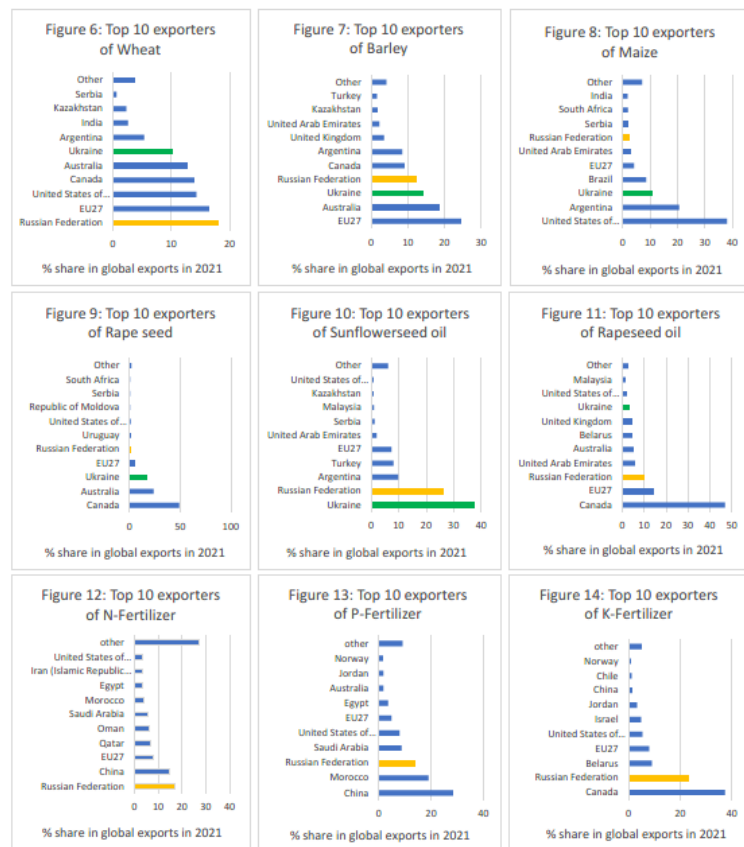 Figure 6: Top 10 exporters
of Wheat
Other
Serbia
Kazakhstan
India
Argentina
Ukraine
Australia
Canada
United States of...
EU27
Russian Federation
0 10 20
% share in global exports in 2021
Figure 7: Top 10 exporters
of Barley
Other
Turkey
Kazakhstan
United Arab Emirates
United Kingdom
Argentina
Canada
Russian Federation
Ukraine
Australia
EU27
0 10 20 30
% share in global exports in 2021
Figure 8: Top 10 exporters
of Maize
Other
India
South Africa
Serbia
Russian Federation
United Arab Emirates
EU27
Brazil
Ukraine
Argentina
United States of...
0 10 20 30 40
% share in global exports in 2021
Figure 9: Top 10 exporters
of Rape seed
Other
South Africa
Serbia
Republic of Moldova
United States of...
Uruguay
Russian Federation
EU27
Ukraine
Australia
Canada
0 50 100
% share in global exports in 2021
Figure 10: Top 10 exporters
of Sunflowerseed oil
Other
United States of...
Kazakhstan
Malaysia
Serbia
United Arab Emirates
EU27
Turkey
Argentina
Russian Federation
Ukraine
0 10 20 30 40
% share in global exports in 2021
Figure 11: Top 10 exporters
of Rapeseed oil
Other
Malaysia
United States of...
Ukraine
United Kingdom
Belarus
Australia
United Arab Emirates
Russian Federation
EU27
Canada
0 10 20 30 40 50
% share in global exports in 2021
Figure 12: Top 10 exporters
of N-Fertilizer
other
United States of...
Iran (Islamic Republic...
Egypt
Morocco
Saudi Arabia
Oman
Qatar
EU27
China
Russian Federation
0 10 20 30 40
% share in global exports in 2021
Figure 13: Top 10 exporters
of P-Fertilizer
other
Norway
Jordan
Australia
Egypt
EU27
United States of...
Saudi Arabia
Russian Federation
Morocco
China
0 20 40
% share in global exports in 2021
Figure 14: Top 10 exporters
of K-Fertilizer
other
Norway
Chile
China
Jordan
Israel
United States of...
EU27
Belarus
Russian Federation
Canada
0 20 40
% share in global exports in 2021